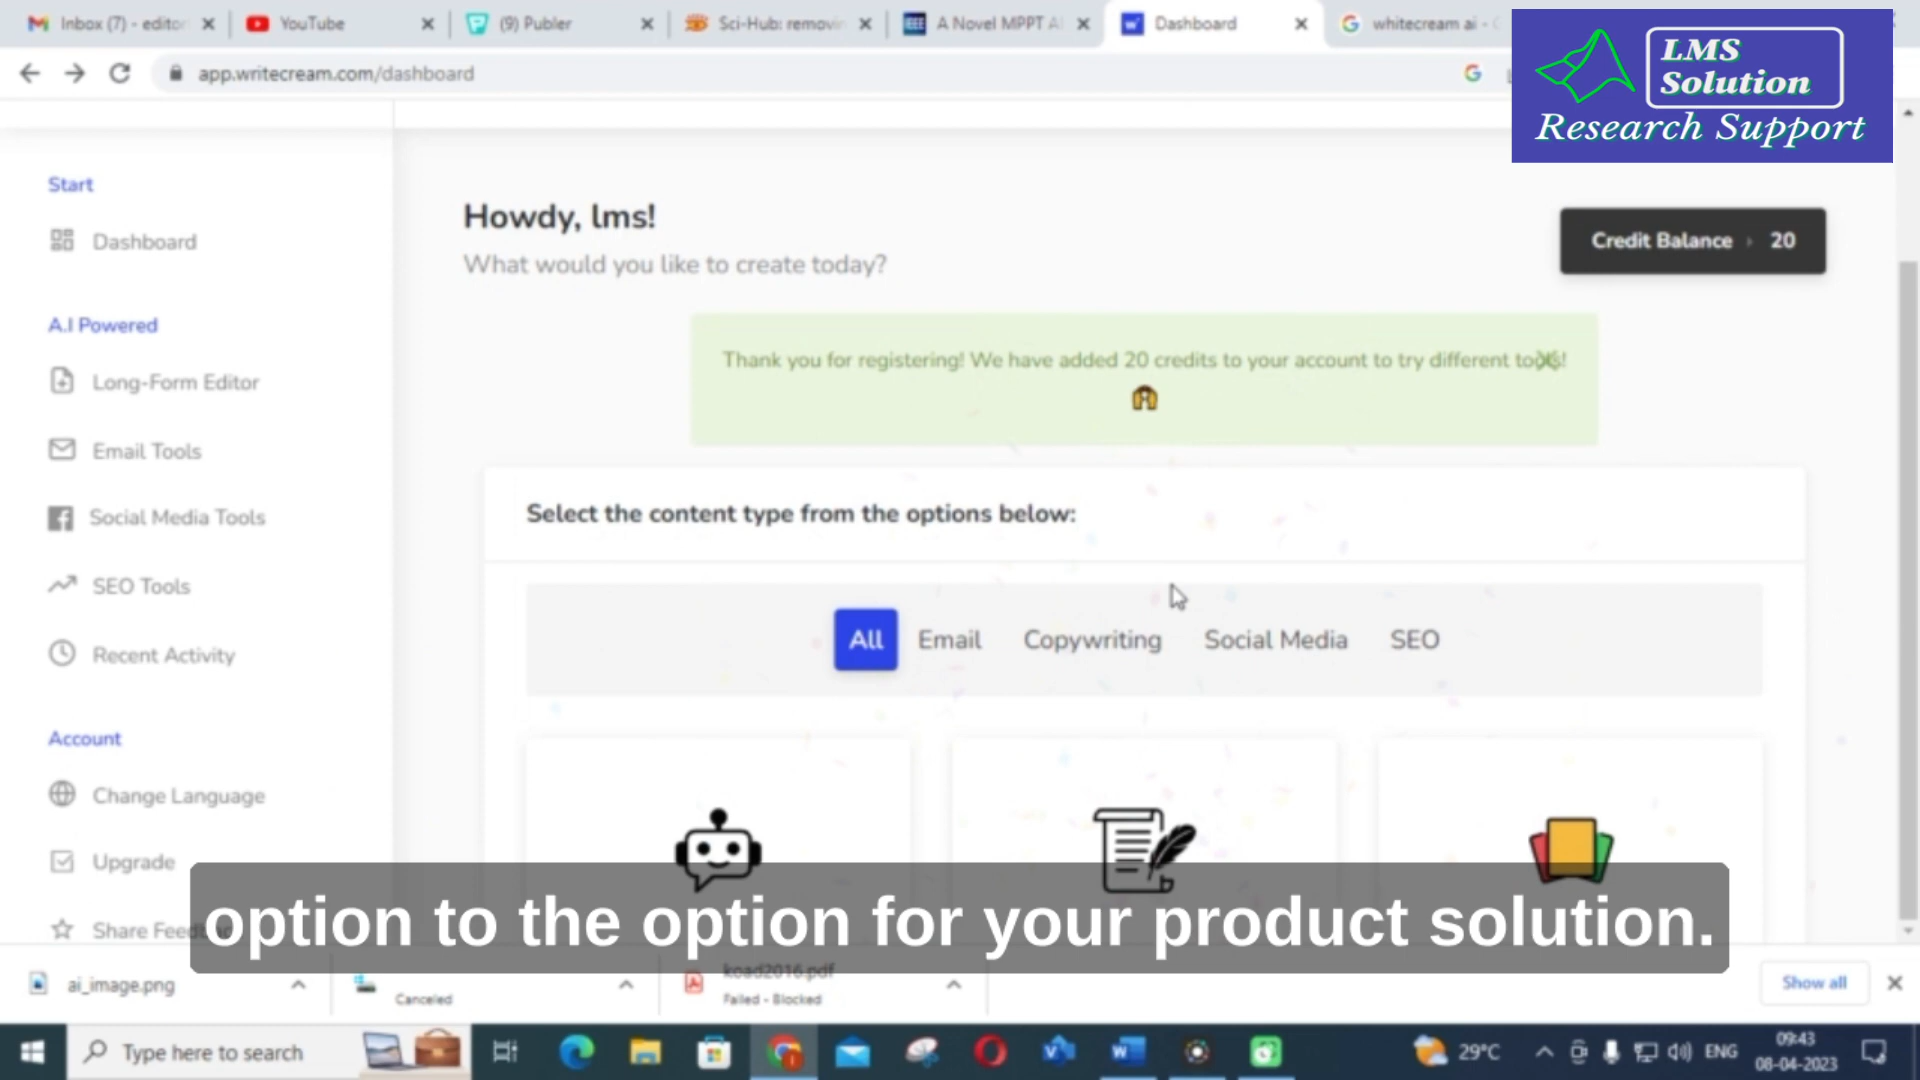 Inbox (7) - editor
YouTube
(9) Publer
Sci-Hub: removin
A Novel MPPT Al
Dashboard
whitecream ai -
app.writecream.com/dashboard
LMS
Solution
Research Support
Start
Dashboard
A.I Powered
Long-Form Editor
Email Tools
Social Media Tools
SEO Tools
Recent Activity
Account
Change Language
Upgrade
Share Feed
Howdy, lms!
What would you like to create today?
Credit Balance › 20
Thank you for registering! We have added 20 credits to your account to try different tools!
Select the content type from the options below:
All
Email
Copywriting
Social Media
SEO
option to the option for your product solution.
ai_image.png
Canceled
koad2016.pdf
Failed - Blocked
Show all
Type here to search
29°C
ENG
09:43
08-04-2023